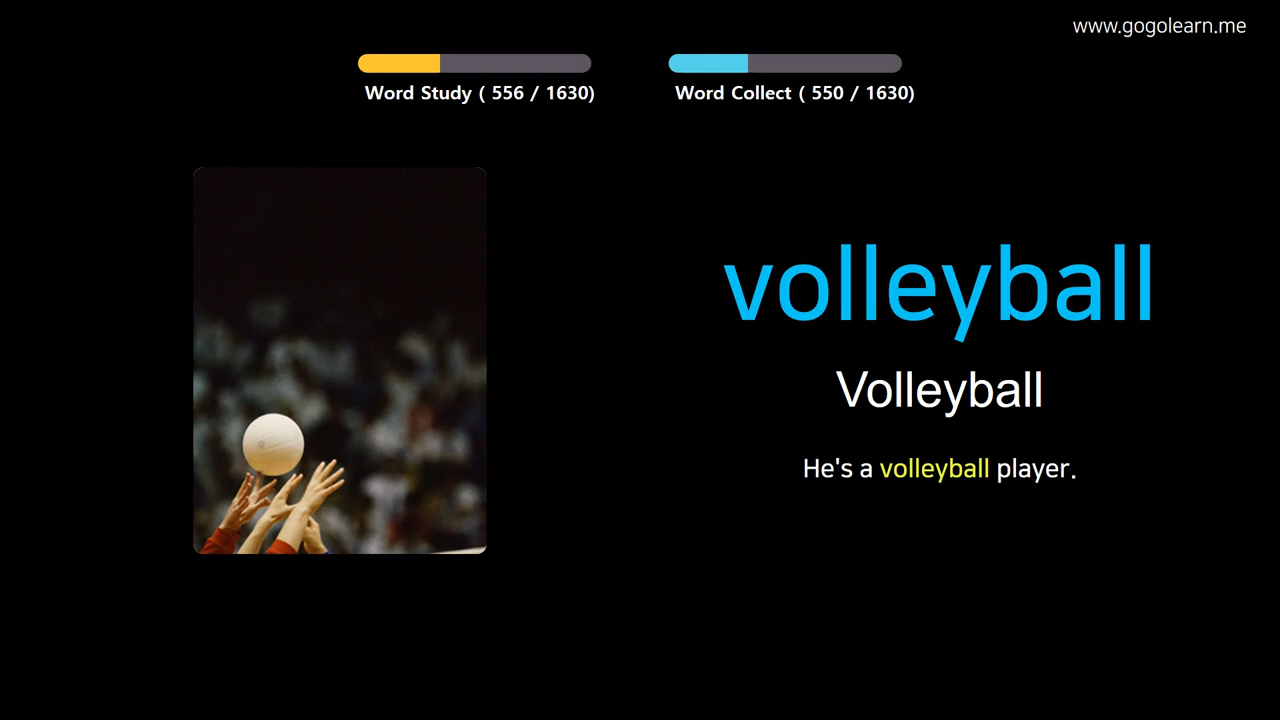 www.gogolearn.me
Word Study ( 556 / 1630)
Word Collect ( 550 / 1630)
volleyball
Volleyball
He's a volleyball player.